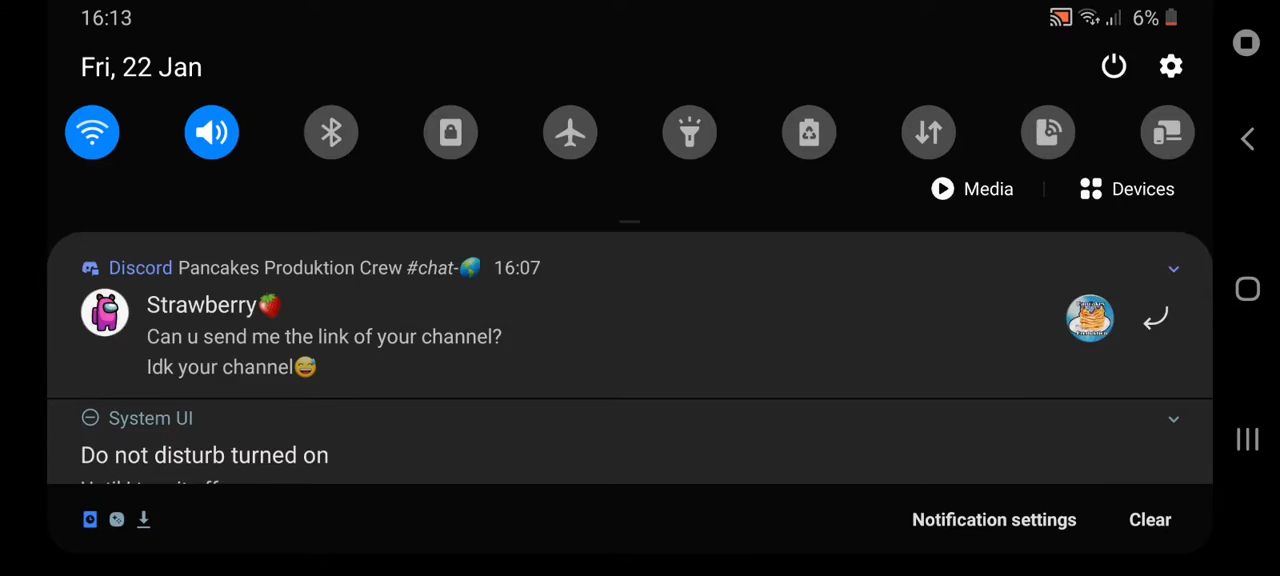 16:13
6%
Fri, 22 Jan
Media
Devices
Discord Pancakes Produktion Crew #chat-🌏 16:07
Strawberry🍓
Can u send me the link of your channel?
Idk your channel😅
System UI
Do not disturb turned on
Notification settings
Clear